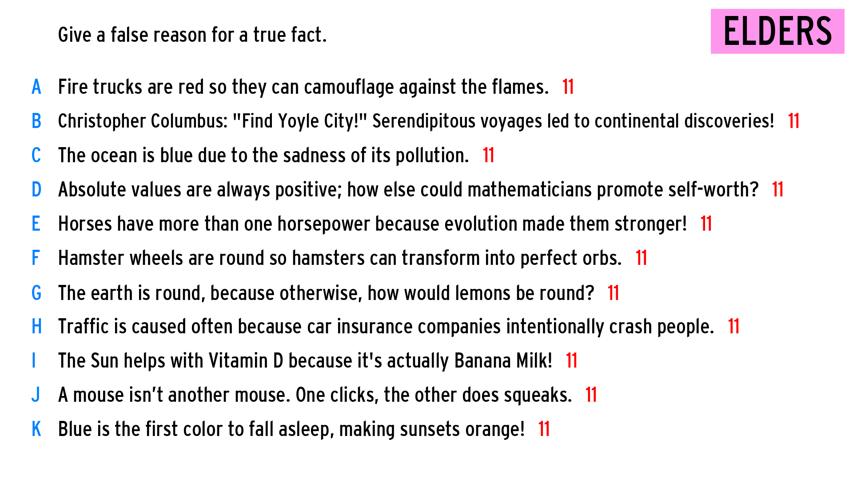 Give a false reason for a true fact.
ELDERS
A Fire trucks are red so they can camouflage against the flames. 11
B Christopher Columbus: "Find Yoyle City!" Serendipitous voyages led to continental discoveries! 11
C The ocean is blue due to the sadness of its pollution. 11
D Absolute values are always positive; how else could mathematicians promote self-worth? 11
E Horses have more than one horsepower because evolution made them stronger! 11
F Hamster wheels are round so hamsters can transform into perfect orbs. 11
G The earth is round, because otherwise, how would lemons be round? 11
H Traffic is caused often because car insurance companies intentionally crash people. 11
I The Sun helps with Vitamin D because it's actually Banana Milk! 11
J A mouse isn’t another mouse. One clicks, the other does squeaks. 11
K Blue is the first color to fall asleep, making sunsets orange! 11